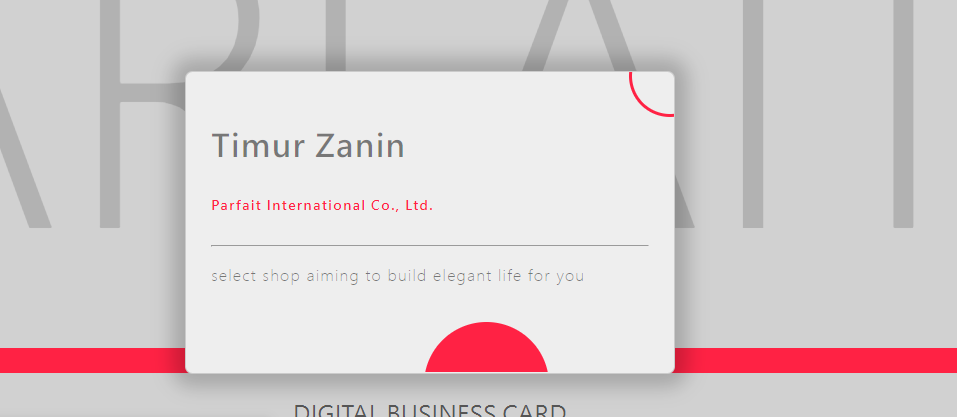 Timur Zanin
Parfait International Co., Ltd.
select shop aiming to build elegant life for you
DIGITAL BUSINESS CARD